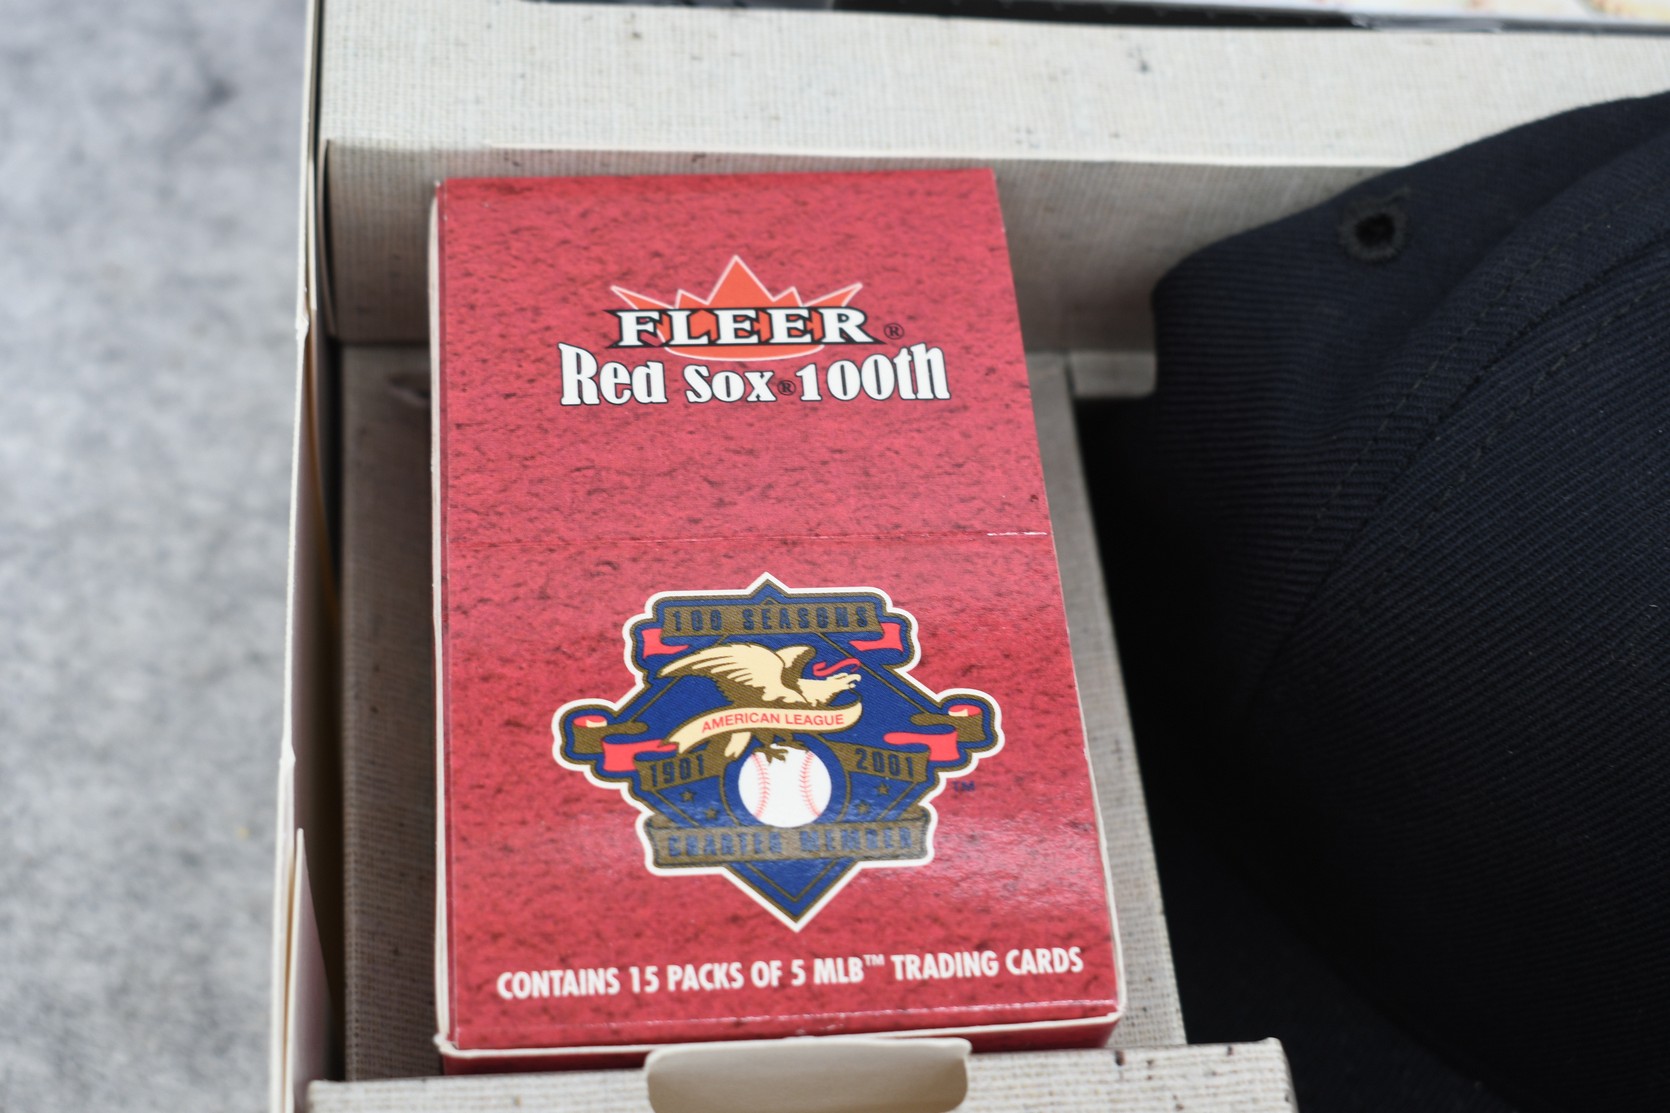 FLEER®
Red Sox® 100th
100 SEASONS
AMERICAN LEAGUE
1901 2001
TM
CHARTER MEMBER
CONTAINS 15 PACKS OF 5 MLB™ TRADING CARDS